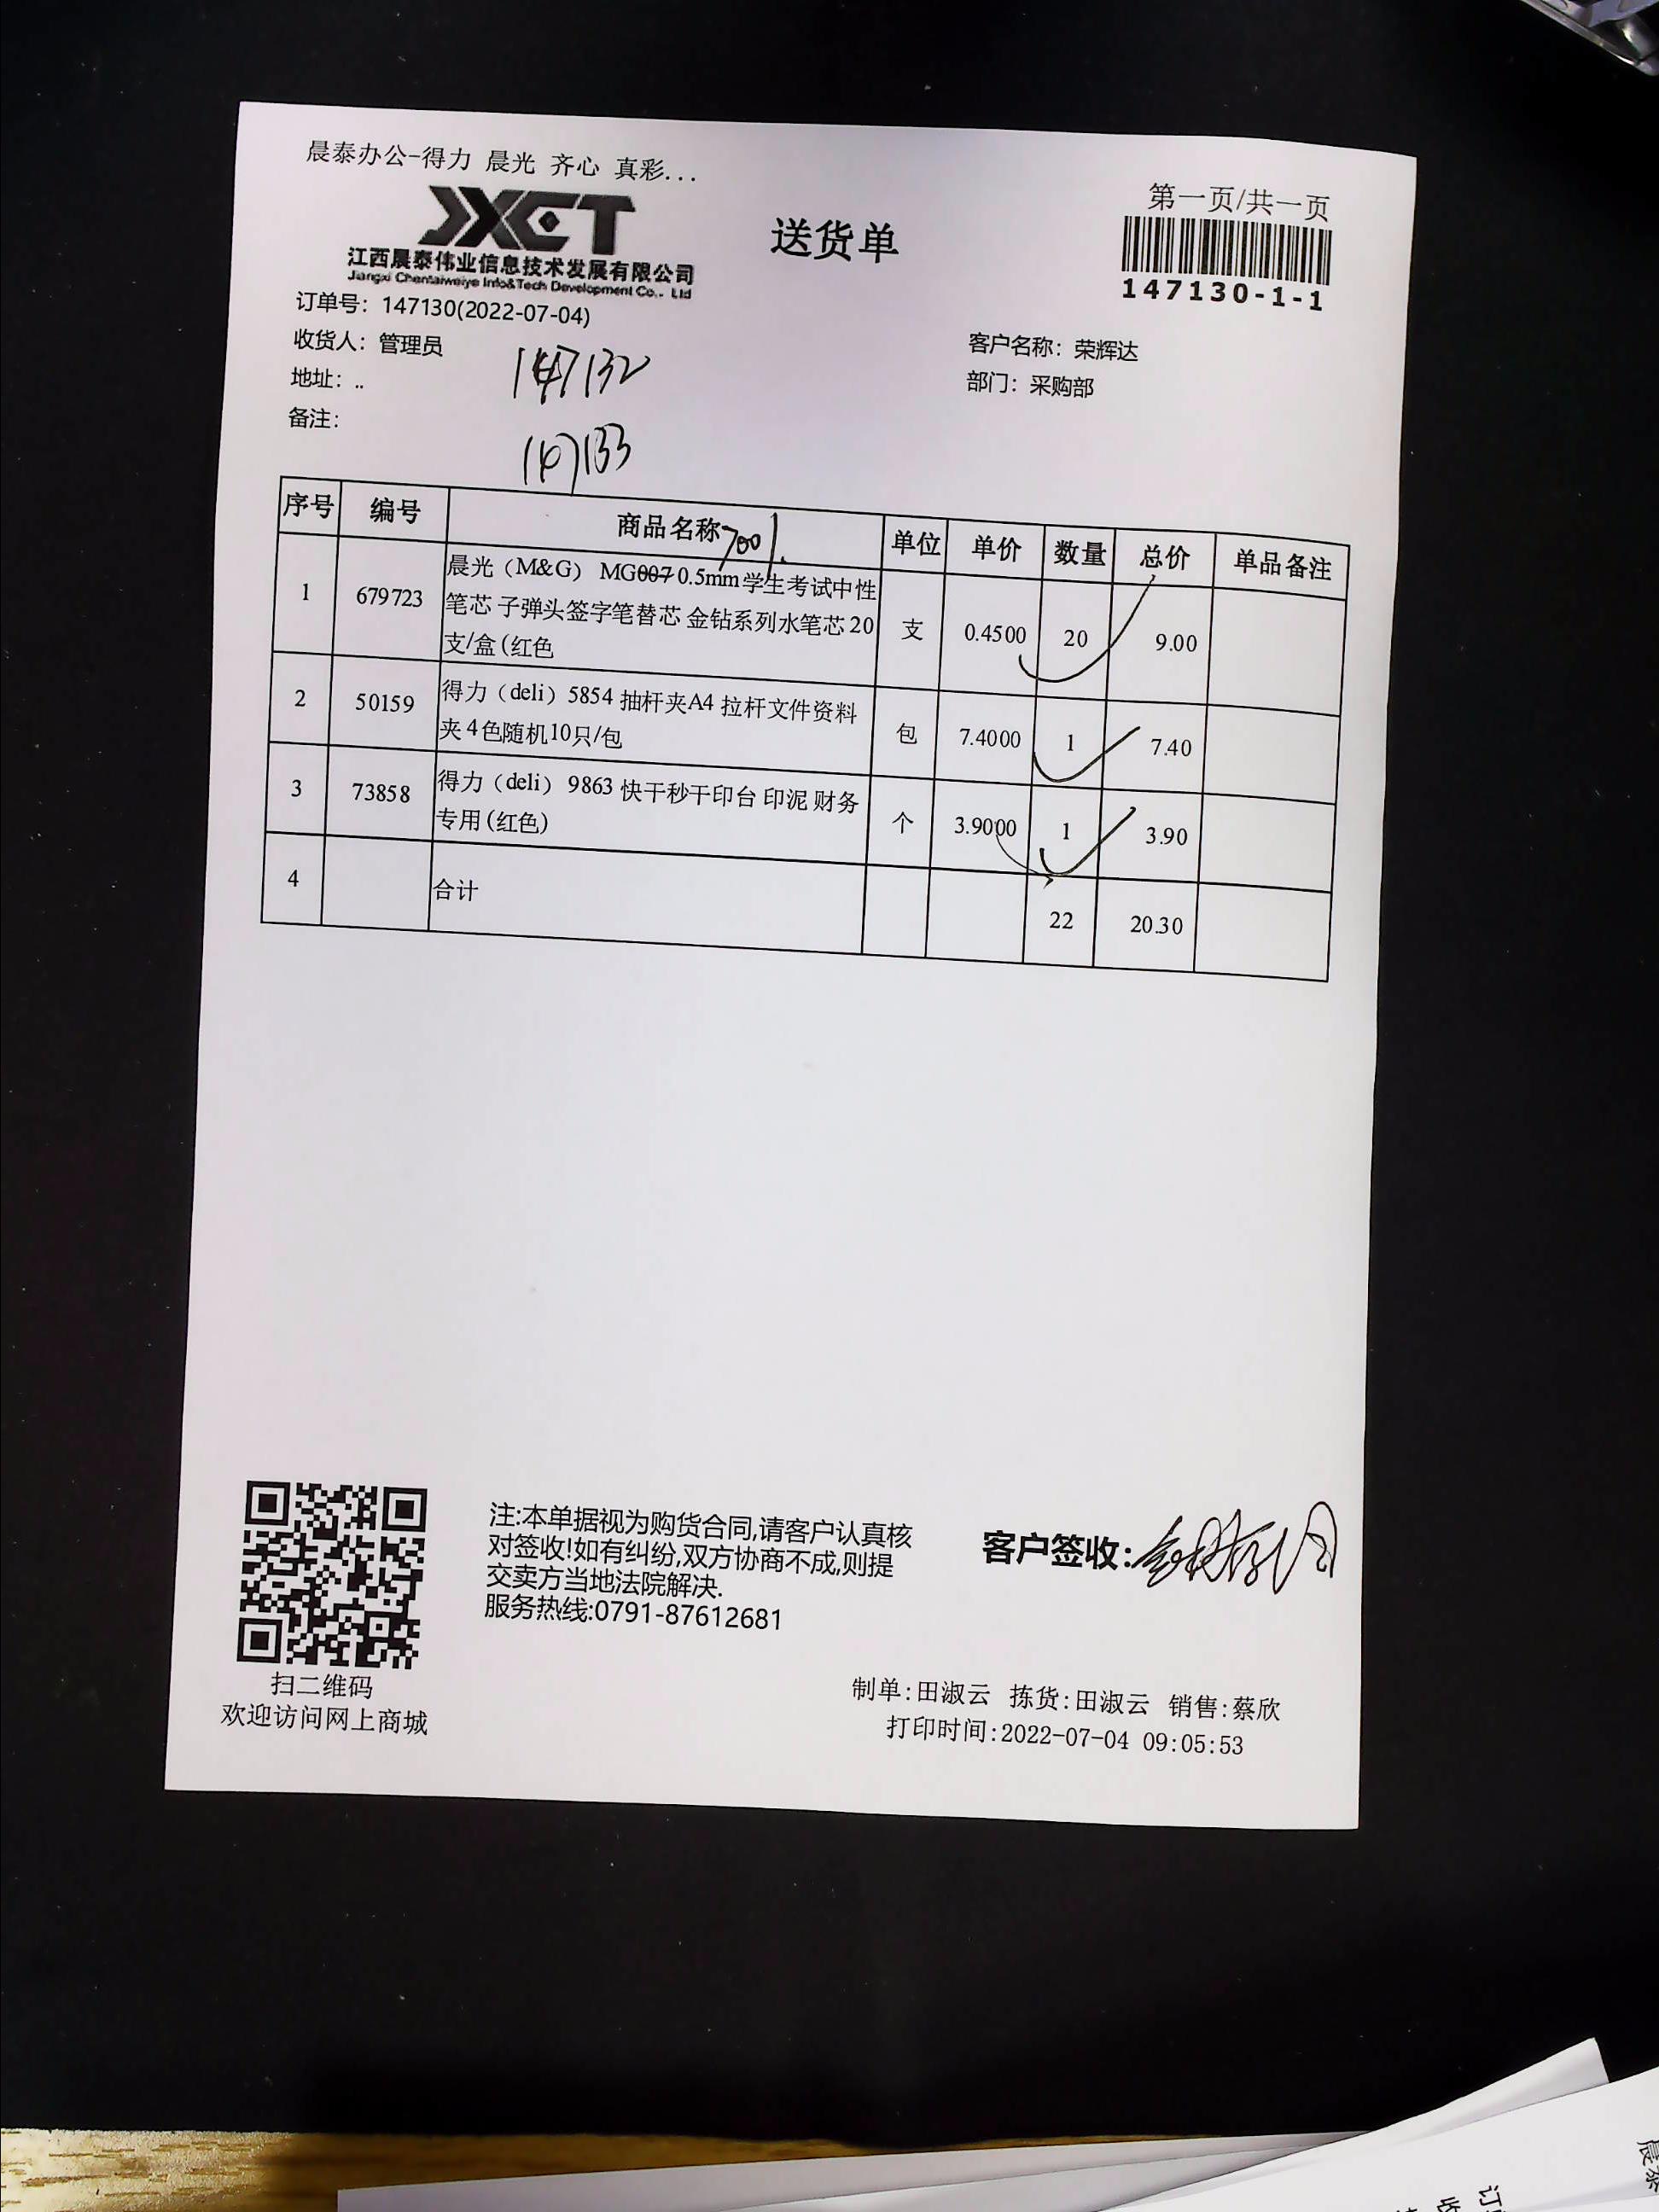 晨泰办公-得力 晨光 齐心 真彩...
JXCT
江西晨泰伟业信息技术发展有限公司
Jiangxi Chentaiweiye Info&Tech Development Co.. Ltd
送货单
第一页/共一页
147130-1-1
订单号：147130(2022-07-04)
收货人：管理员
客户名称：荣辉达
地址：..
部门：采购部
备注：
147132
147133
序号 编号 商品名称 单位 单价 数量 总价 单品备注
7001
1 679723 晨光（M&G） MG007 0.5mm学生考试中性
笔芯 子弹头签字笔替芯 金钻系列水笔芯 20
支/盒 (红色
支 0.4500 20 9.00
2 50159 得力（deli）5854 抽杆夹A4 拉杆文件资料
夹 4色随机10只/包
包 7.4000 1 7.40
3 73858 得力（deli）9863 快干秒干印台 印泥 财务
专用 (红色)
个 3.9000 1 3.90
4 合计 22 20.30
注:本单据视为购货合同,请客户认真核
对签收!如有纠纷,双方协商不成,则提
交卖方当地法院解决.
服务热线:0791-87612681
客户签收:
扫二维码
欢迎访问网上商城
制单:田淑云 拣货:田淑云 销售:蔡欣
打印时间:2022-07-04 09:05:53